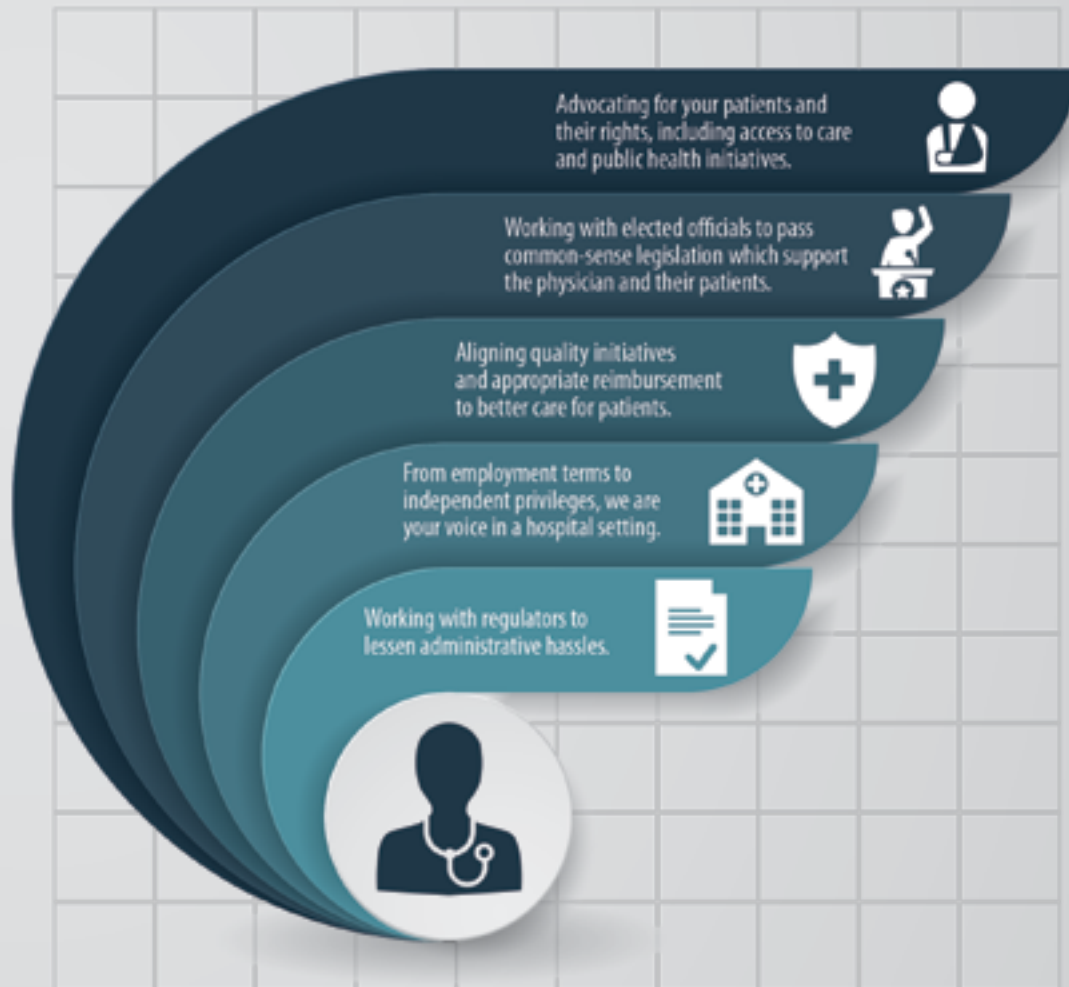 Advocating for your patients and
their rights, including access to care
and public health initiatives.
Working with elected officials to pass
common-sense legislation which support
the physician and their patients.
Aligning quality initiatives
and appropriate reimbursement
to better care for patients.
From employment terms to
independent privileges, we are
your voice in a hospital setting.
Working with regulators to
lessen administrative hassles.